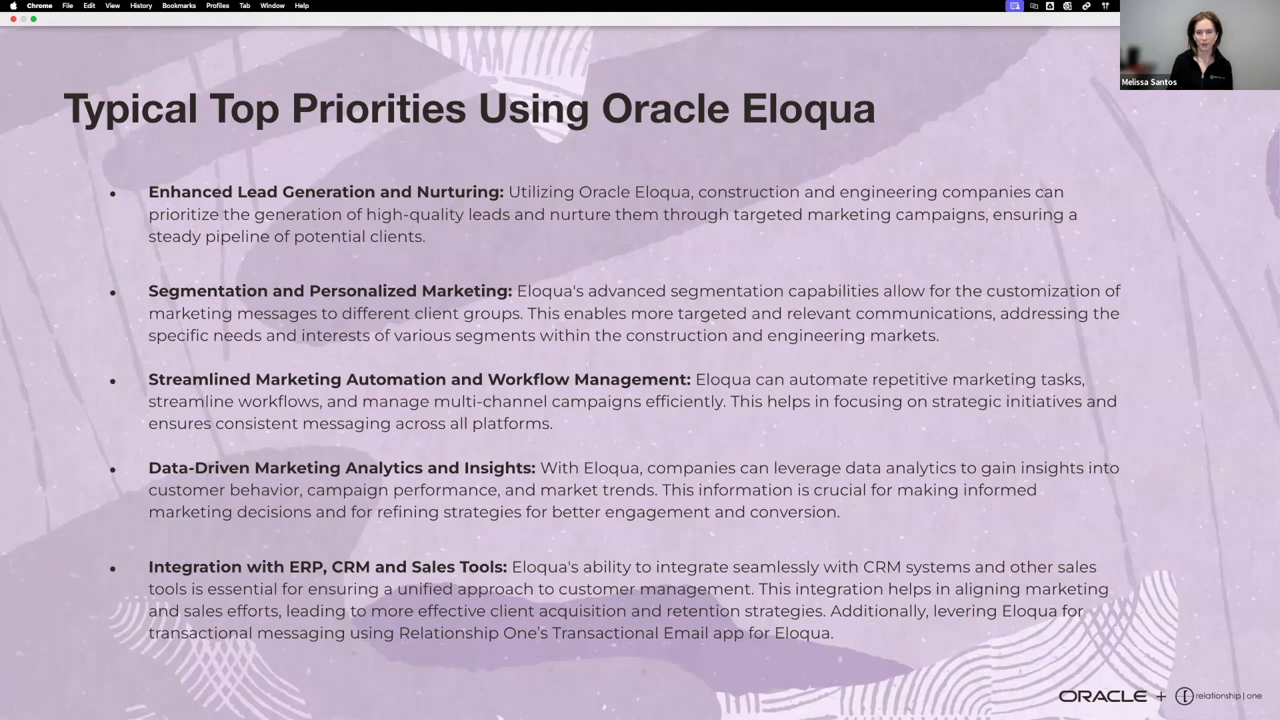 Chrome File Edit View History Bookmarks Profiles Tab Window Help
Melissa Santos
Typical Top Priorities Using Oracle Eloqua
• Enhanced Lead Generation and Nurturing: Utilizing Oracle Eloqua, construction and engineering companies can
prioritize the generation of high-quality leads and nurture them through targeted marketing campaigns, ensuring a
steady pipeline of potential clients.
• Segmentation and Personalized Marketing: Eloqua's advanced segmentation capabilities allow for the customization of
marketing messages to different client groups. This enables more targeted and relevant communications, addressing the
specific needs and interests of various segments within the construction and engineering markets.
• Streamlined Marketing Automation and Workflow Management: Eloqua can automate repetitive marketing tasks,
streamline workflows, and manage multi-channel campaigns efficiently. This helps in focusing on strategic initiatives and
ensures consistent messaging across all platforms.
• Data-Driven Marketing Analytics and Insights: With Eloqua, companies can leverage data analytics to gain insights into
customer behavior, campaign performance, and market trends. This information is crucial for making informed
marketing decisions and for refining strategies for better engagement and conversion.
• Integration with ERP, CRM and Sales Tools: Eloqua's ability to integrate seamlessly with CRM systems and other sales
tools is essential for ensuring a unified approach to customer management. This integration helps in aligning marketing
and sales efforts, leading to more effective client acquisition and retention strategies. Additionally, levering Eloqua for
transactional messaging using Relationship One's Transactional Email app for Eloqua.
ORACLE + relationship | one